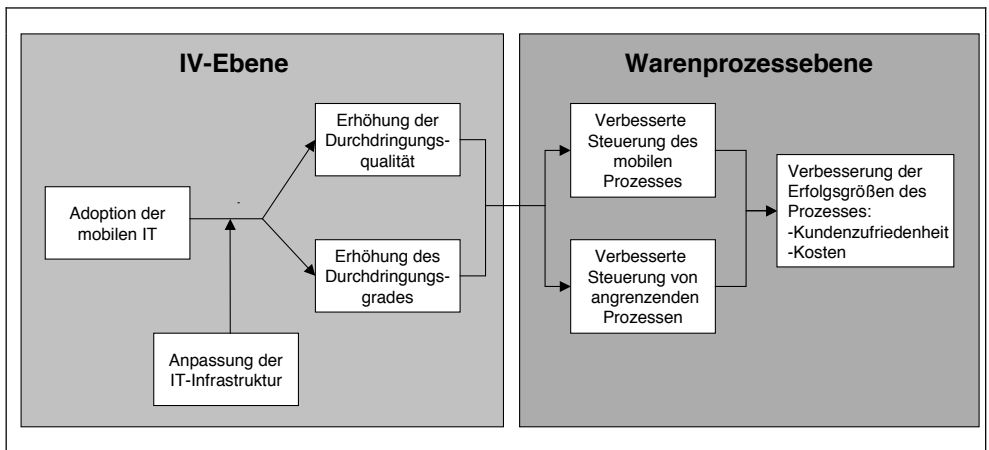 IV-Ebene
Warenprozessebene
Erhöhung der
Durchdringungs-
qualität
Verbesserte
Steuerung des
mobilen
Prozesses
Verbesserung der
Erfolgsgrößen des
Prozesses:
-Kundenzufriedenheit
-Kosten
Adoption der
mobilen IT
Erhöhung des
Durchdringungs-
grades
Verbesserte
Steuerung von
angrenzenden
Prozessen
Anpassung der
IT-Infrastruktur